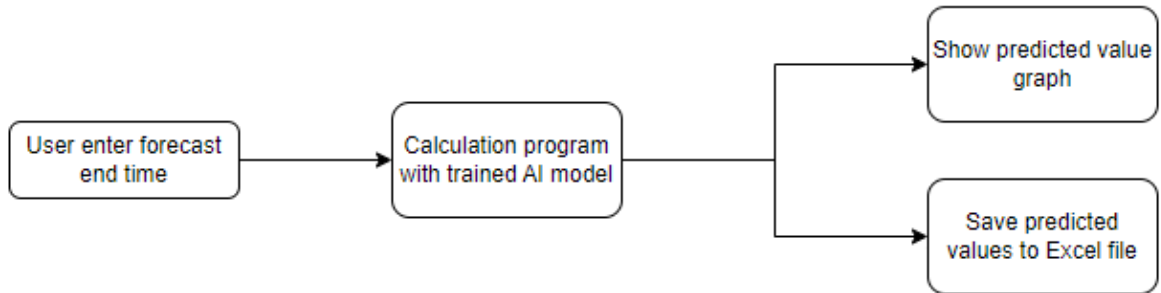 User enter forecast
end time
Calculation program
with trained AI model
Show predicted value
graph
Save predicted
values to Excel file